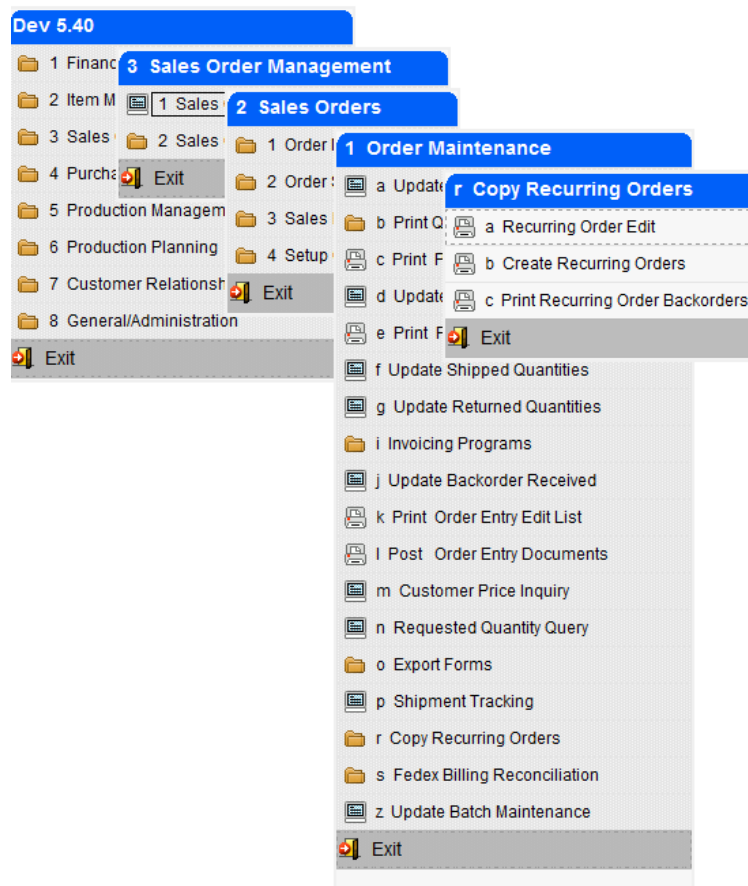 Dev 5.40
1 Financ
2 Item M
3 Sales
4 Purcha
5 Production Managem
6 Production Planning
7 Customer Relationsh
8 General/Administration
Exit
3 Sales Order Management
1 Sales
2 Sales
Exit
2 Sales Orders
1 Order
2 Order
3 Sales
4 Setup
Exit
1 Order Maintenance
a Update
b Print Q
c Print F
d Update
e Print F
f Update Shipped Quantities
g Update Returned Quantities
i Invoicing Programs
j Update Backorder Received
k Print Order Entry Edit List
l Post Order Entry Documents
m Customer Price Inquiry
n Requested Quantity Query
o Export Forms
p Shipment Tracking
r Copy Recurring Orders
s Fedex Billing Reconciliation
z Update Batch Maintenance
Exit
r Copy Recurring Orders
a Recurring Order Edit
b Create Recurring Orders
c Print Recurring Order Backorders
Exit